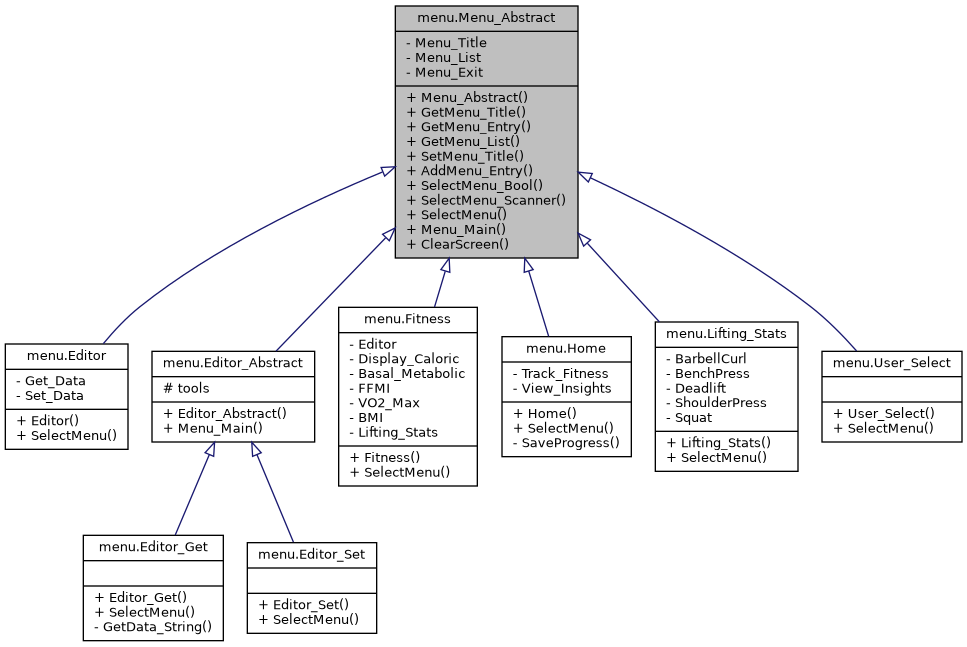 menu.Menu_Abstract
- Menu_Title
- Menu_List
- Menu_Exit
+ Menu_Abstract()
+ GetMenu_Title()
+ GetMenu_Entry()
+ GetMenu_List()
+ SetMenu_Title()
+ AddMenu_Entry()
+ SelectMenu_Bool()
+ SelectMenu_Scanner()
+ SelectMenu()
+ Menu_Main()
+ ClearScreen()
menu.Editor
- Get_Data
- Set_Data
+ Editor()
+ SelectMenu()
menu.Editor_Abstract
# tools
+ Editor_Abstract()
+ Menu_Main()
menu.Fitness
- Editor
- Display_Caloric
- Basal_Metabolic
- FFMI
- VO2_Max
- BMI
- Lifting_Stats
+ Fitness()
+ SelectMenu()
menu.Home
- Track_Fitness
- View_Insights
+ Home()
+ SelectMenu()
- SaveProgress()
menu.Lifting_Stats
- BarbellCurl
- BenchPress
- Deadlift
- ShoulderPress
- Squat
+ Lifting_Stats()
+ SelectMenu()
menu.User_Select
+ User_Select()
+ SelectMenu()
menu.Editor_Get
+ Editor_Get()
+ SelectMenu()
- GetData_String()
menu.Editor_Set
+ Editor_Set()
+ SelectMenu()